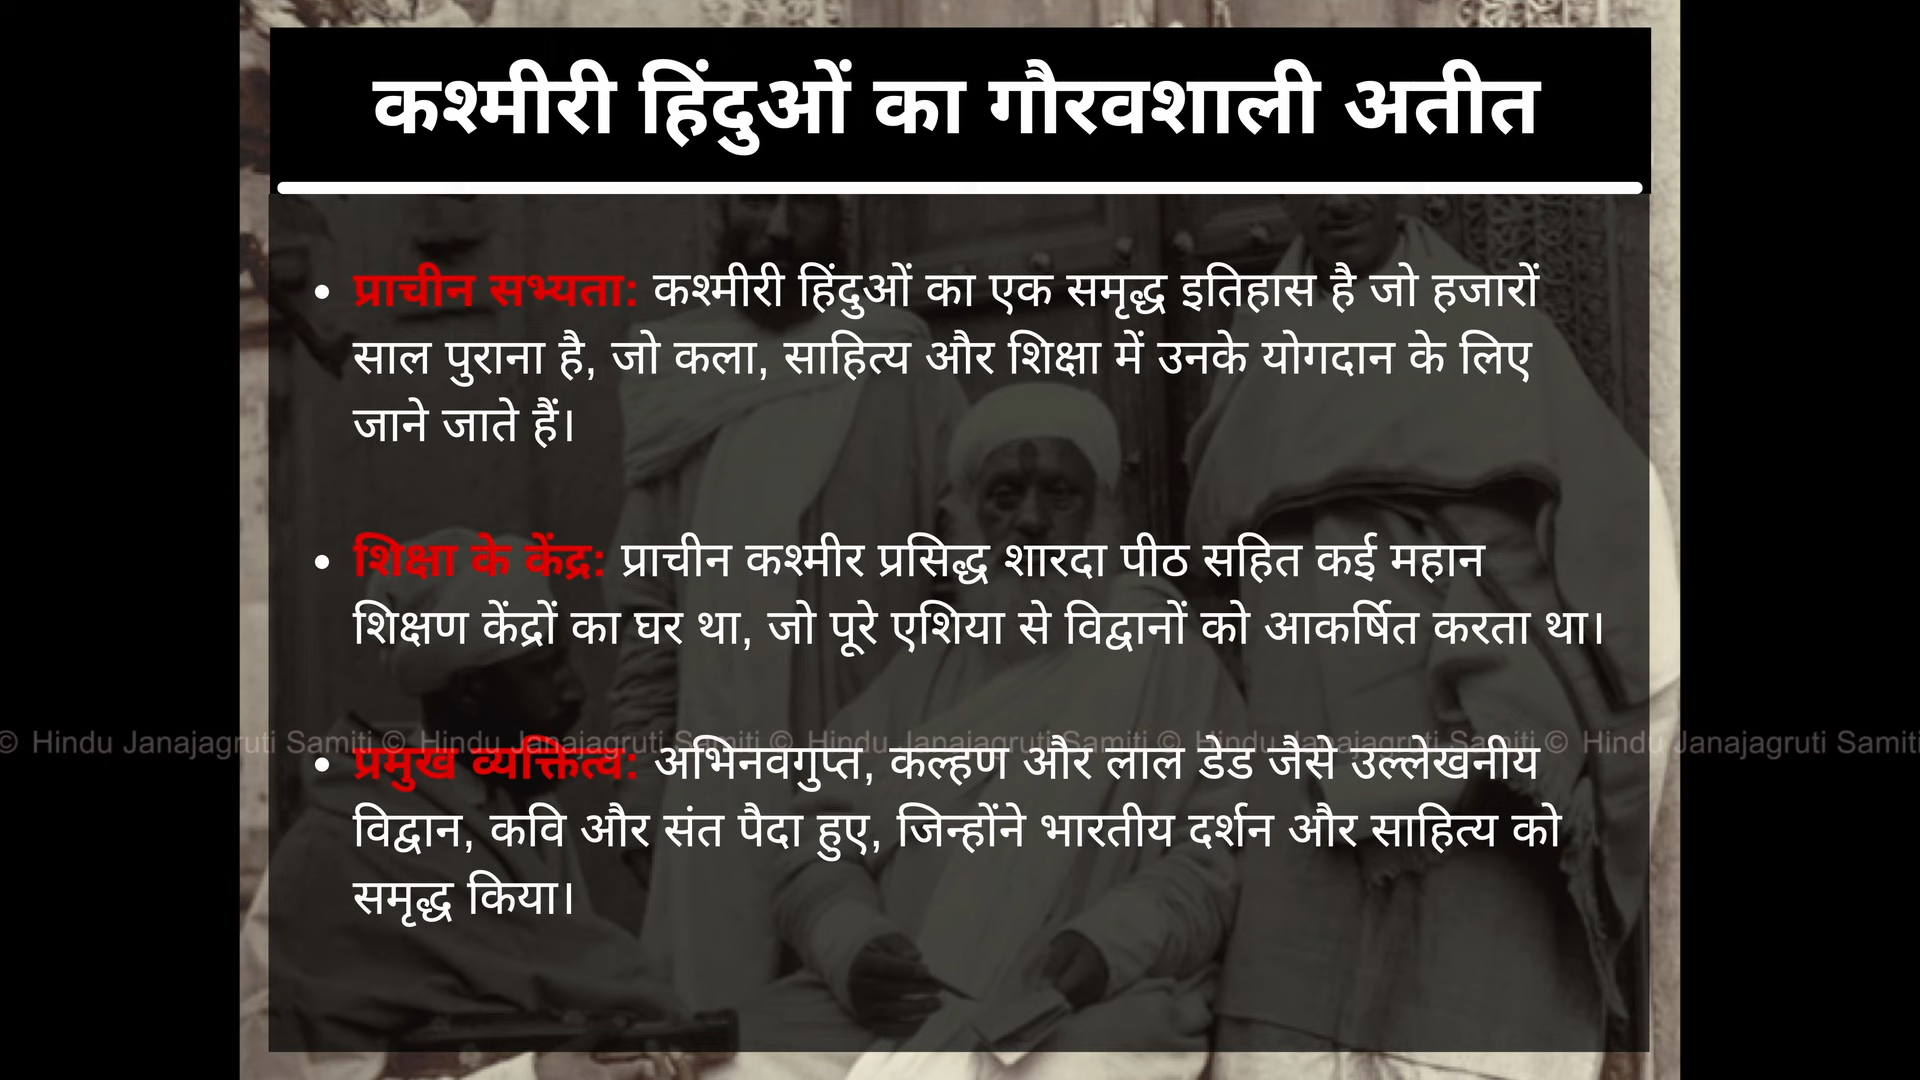 कश्मीरी हिंदुओं का गौरवशाली अतीत
• प्राचीन सभ्यता: कश्मीरी हिंदुओं का एक समृद्ध इतिहास है जो हजारों
साल पुराना है, जो कला, साहित्य और शिक्षा में उनके योगदान के लिए
जाने जाते हैं।
• शिक्षा के केंद्र: प्राचीन कश्मीर प्रसिद्ध शारदा पीठ सहित कई महान
शिक्षण केंद्रों का घर था, जो पूरे एशिया से विद्वानों को आकर्षित करता था।
© Hindu Janajagruti Samiti © Hindu Janajagruti Samiti © Hindu Janajagruti Samiti © Hindu Janajagruti Samiti © Hindu Janajagruti Samiti
• प्रमुख व्यक्तित्व: अभिनवगुप्त, कल्हण और लाल डेड जैसे उल्लेखनीय
विद्वान, कवि और संत पैदा हुए, जिन्होंने भारतीय दर्शन और साहित्य को
समृद्ध किया।